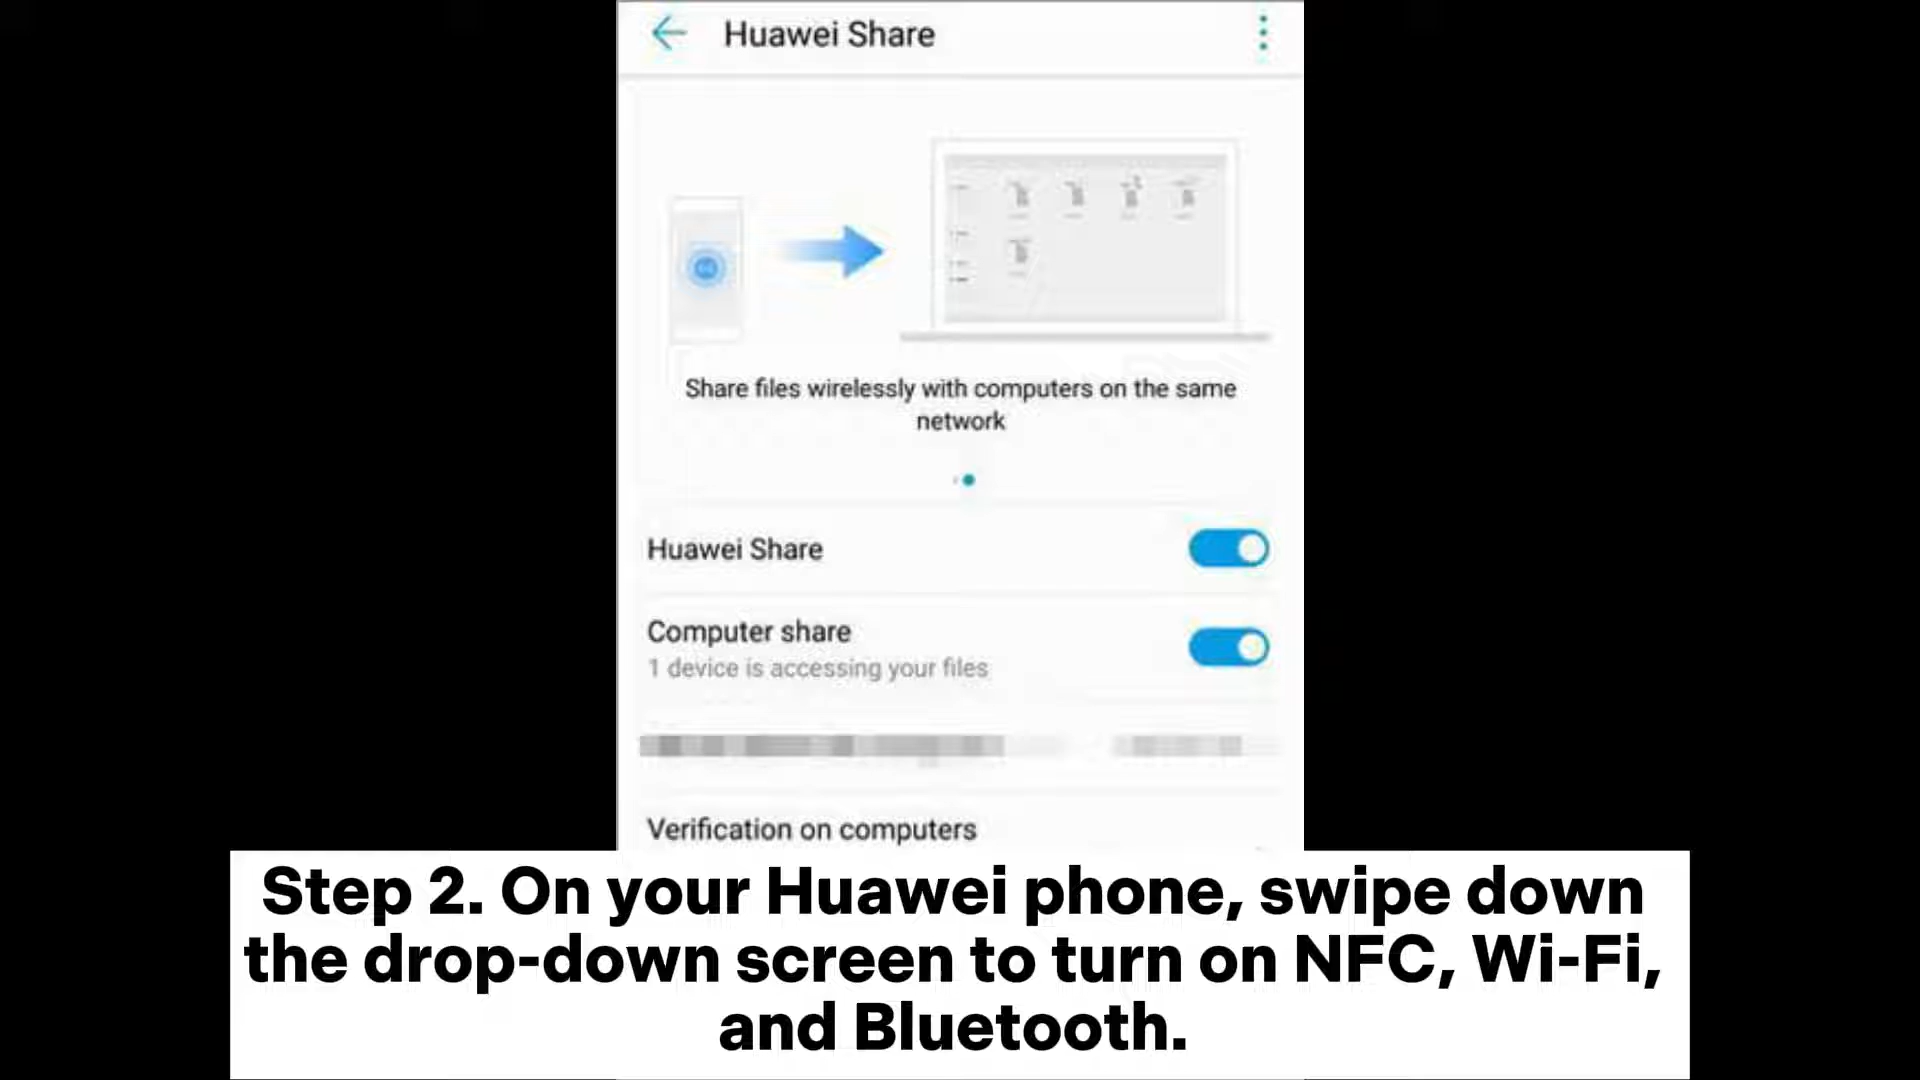 Huawei Share
Share files wirelessly with computers on the same
network
Huawei Share
Computer share
1 device is accessing your files
Verification on computers
Step 2. On your Huawei phone, swipe down
the drop-down screen to turn on NFC, Wi-Fi,
and Bluetooth.